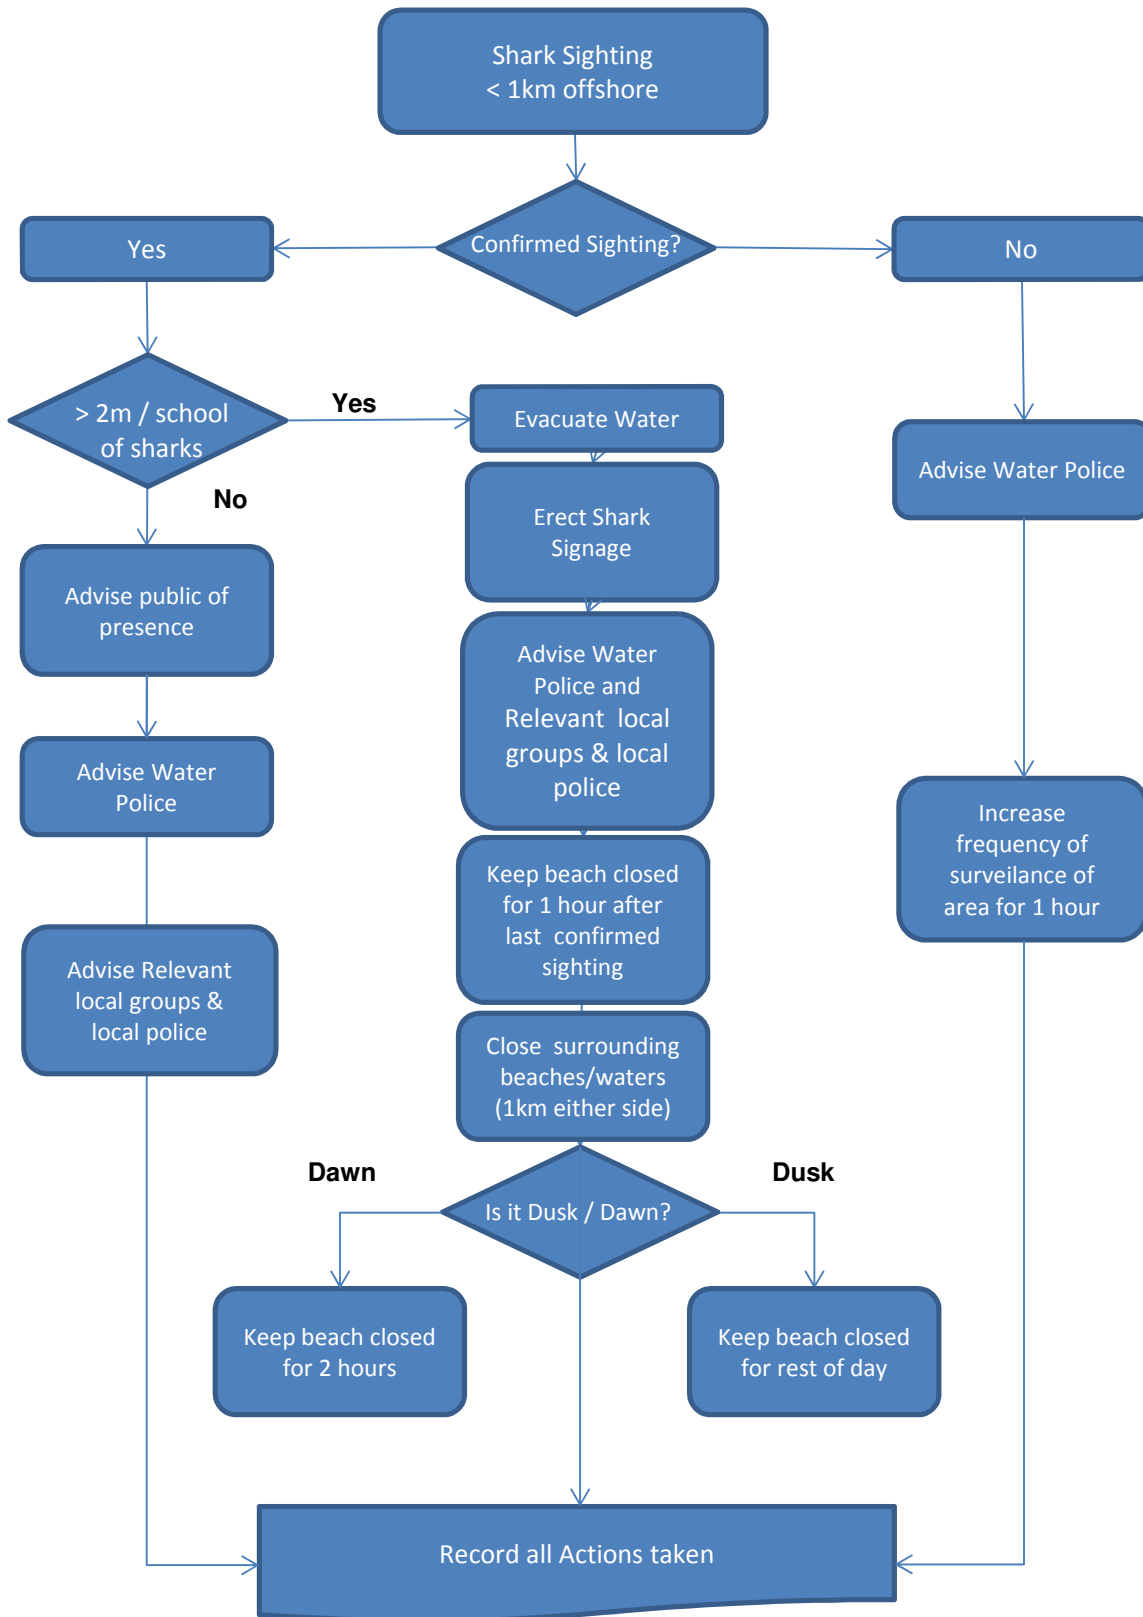 Shark Sighting
< 1km offshore
Confirmed Sighting?
Yes
No
> 2m / school
of sharks
Yes
No
Evacuate Water
Advise Water Police
Erect Shark
Signage
Advise public of
presence
Advise Water
Police and
Relevant local
groups & local
police
Advise Water
Police
Increase
frequency of
surveilance of
area for 1 hour
Keep beach closed
for 1 hour after
last confirmed
sighting
Advise Relevant
local groups &
local police
Close surrounding
beaches/waters
(1km either side)
Dawn
Dusk
Is it Dusk / Dawn?
Keep beach closed
for 2 hours
Keep beach closed
for rest of day
Record all Actions taken